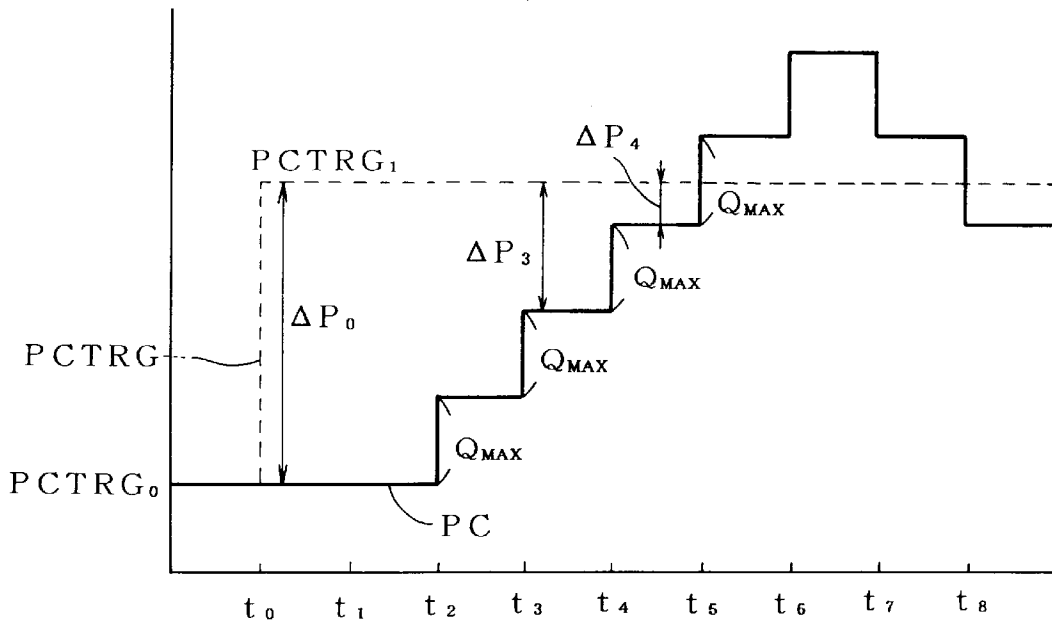 ΔP₄
PCTRG₁
Q_MAX
ΔP₃
Q_MAX
ΔP₀
PCTRG
Q_MAX
Q_MAX
PCTRG₀
PC
t₀ t₁ t₂ t₃ t₄ t₅ t₆ t₇ t₈